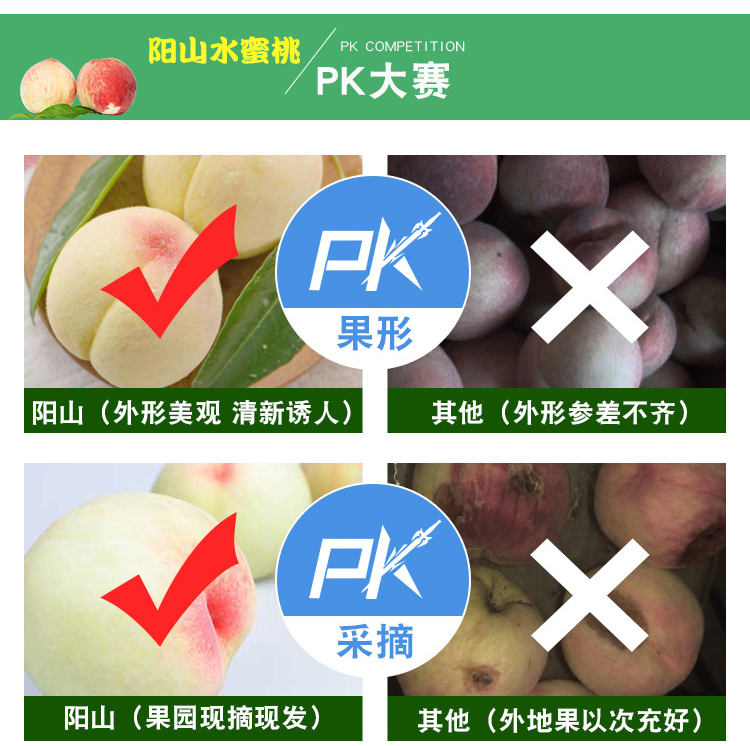 阳山水蜜桃
PK COMPETITION
PK大赛
PK
果形
阳山（外形美观 清新诱人）
其他（外形参差不齐）
PK
采摘
阳山（果园现摘现发）
其他（外地果以次充好）